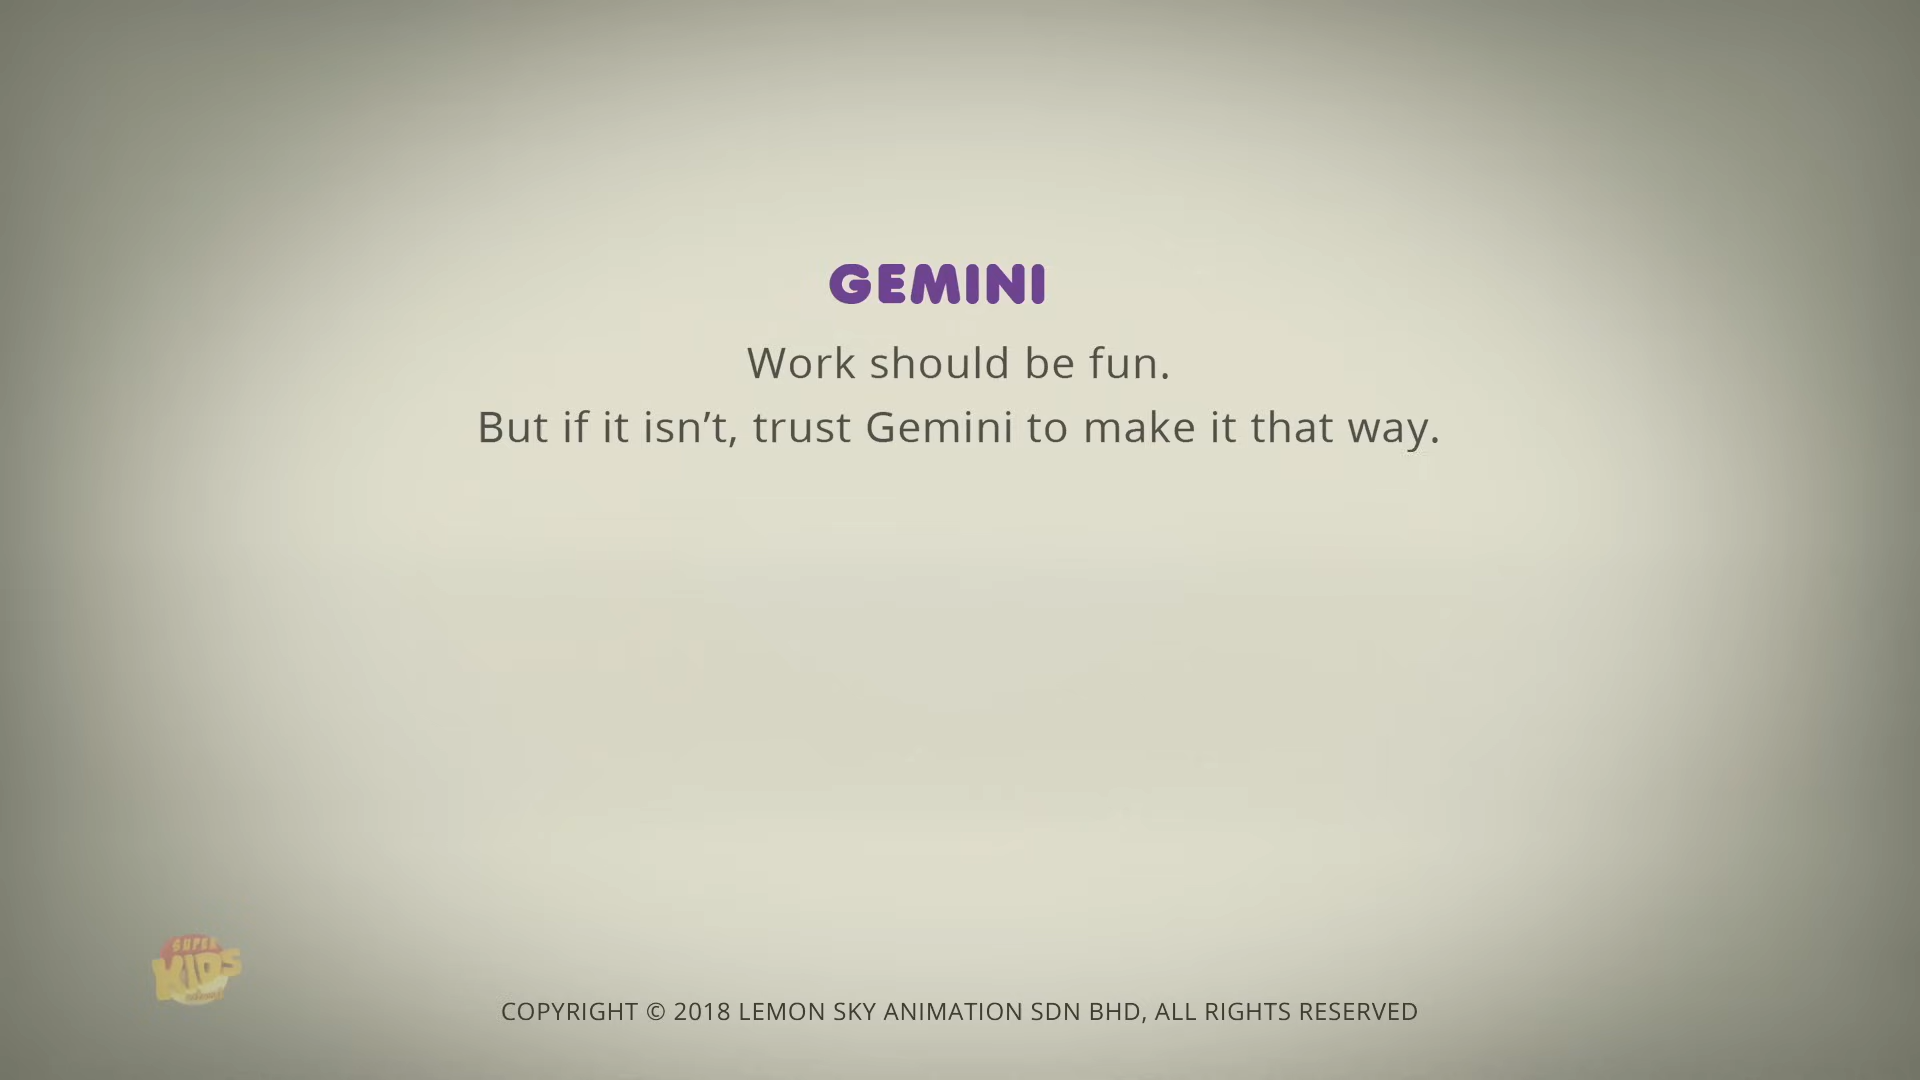 GEMINI
Work should be fun.
But if it isn’t, trust Gemini to make it that way.
SUPER
KIDS
COPYRIGHT © 2018 LEMON SKY ANIMATION SDN BHD, ALL RIGHTS RESERVED